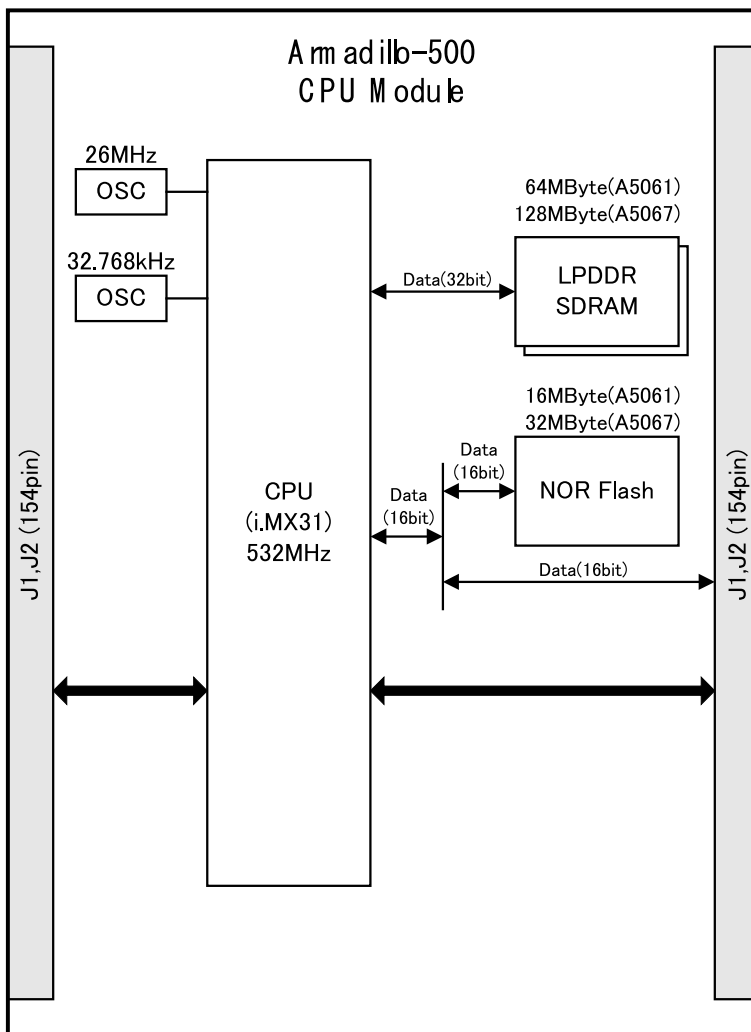 Armadillo-500
CPU Module
26MHz
OSC
32.768kHz
OSC
64MByte(A5061)
128MByte(A5067)
LPDDR
SDRAM
Data(32bit)
16MByte(A5061)
32MByte(A5067)
Data
(16bit)
NOR Flash
Data
(16bit)
CPU
(i.MX31)
532MHz
Data(16bit)
J1,J2 (154pin)
J1,J2 (154pin)